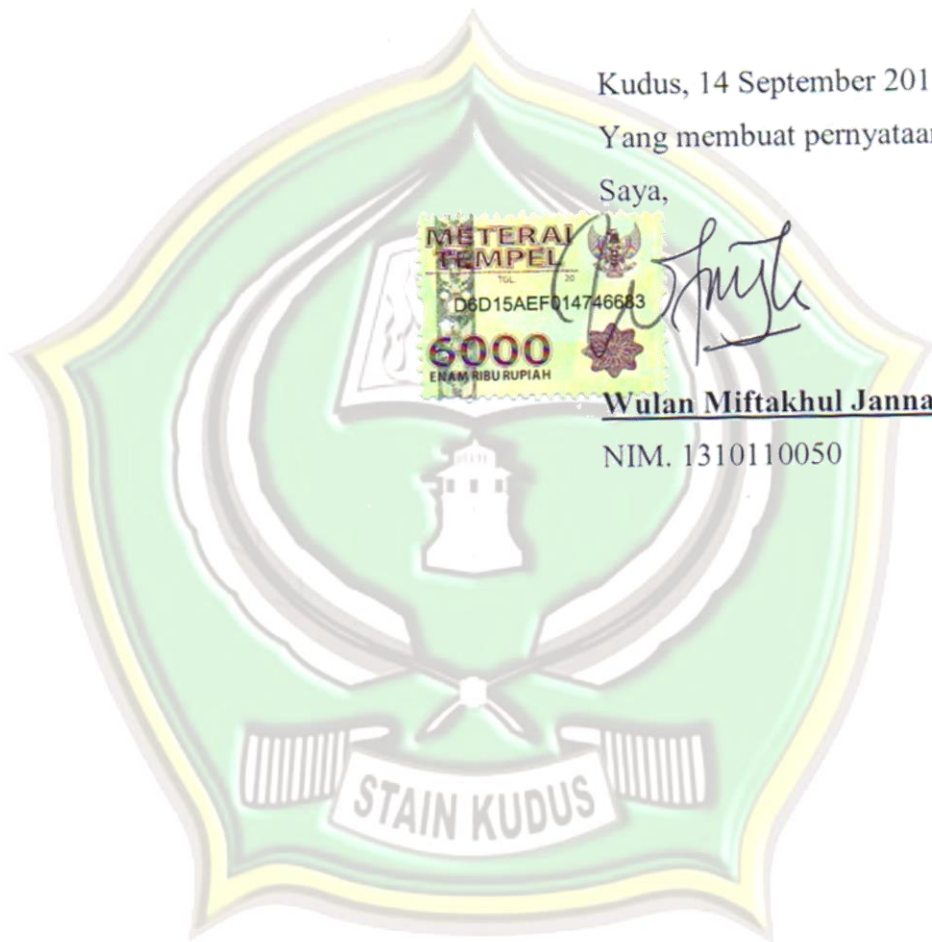 Kudus, 14 September 201
Yang membuat pernyataan
Saya,
METERAI
TEMPEL
TGL. 20
D6D15AEF014746683
6000
ENAM RIBU RUPIAH
Wulan Miftakhul Janna
NIM. 1310110050
STAIN KUDUS